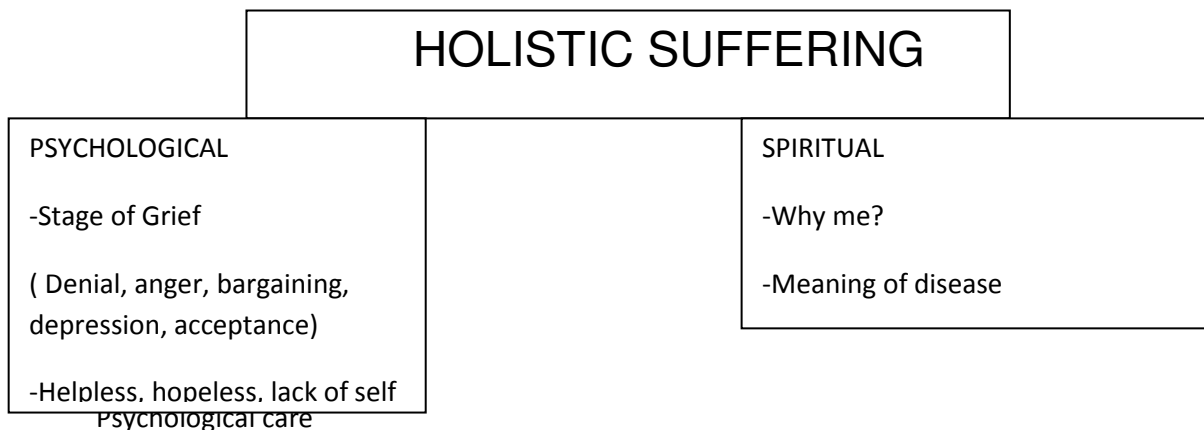 HOLISTIC SUFFERING
PSYCHOLOGICAL
-Stage of Grief
( Denial, anger, bargaining,
depression, acceptance)
-Helpless, hopeless, lack of self
Psychological care
SPIRITUAL
-Why me?
-Meaning of disease